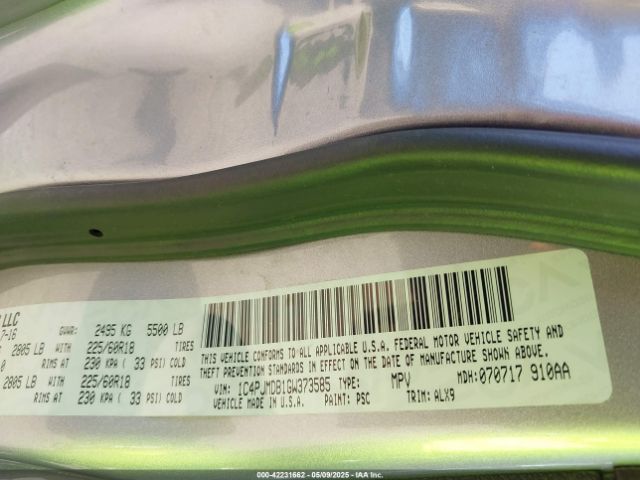 LLC
7-16
GVWR: 2495 KG 5500 LB
2805 LB WITH 225/60R18 TIRES
RIMS AT 230 KPA ( 33 PSI) COLD
2805 LB WITH 225/60R18 TIRES
RIMS AT 230 KPA ( 33 PSI) COLD
THIS VEHICLE CONFORMS TO ALL APPLICABLE U.S.A. FEDERAL MOTOR VEHICLE SAFETY AND
THEFT PREVENTION STANDARDS IN EFFECT ON THE DATE OF MANUFACTURE SHOWN ABOVE.
VIN: 1C4PJMDB1GW373585 TYPE: MPV MDH:070717 910AA
VEHICLE MADE IN U.S.A. PAINT: PSC TRIM: ALX9
000-42231662 - 05/09/2025 - IAA Inc.